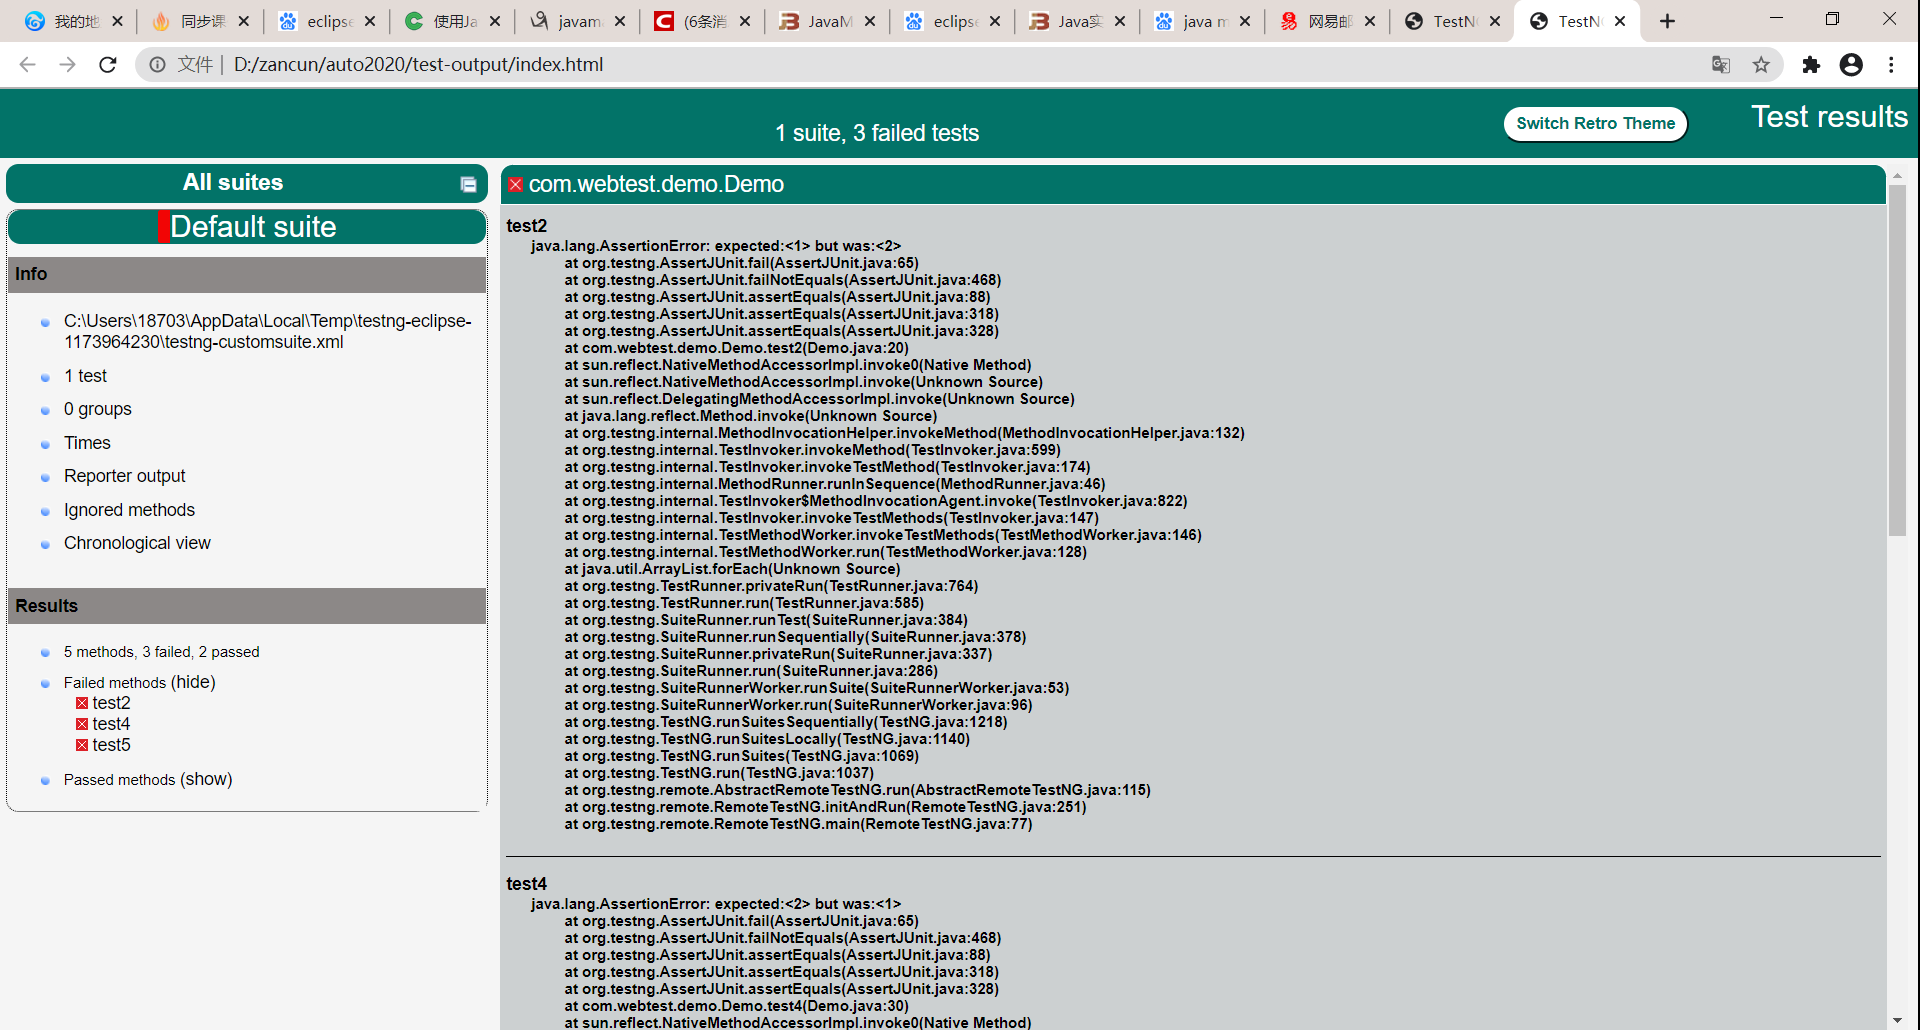 我的地
同步课
eclipse
使用Ja
javam
(6条消
JavaM
eclipse
Java实
java m
网易邮
TestN
TestN
文件 | D:/zancun/auto2020/test-output/index.html
1 suite, 3 failed tests
Switch Retro Theme
Test results
All suites
Default suite
Info
C:\Users\18703\AppData\Local\Temp\testng-eclipse-
1173964230\testng-customsuite.xml
1 test
0 groups
Times
Reporter output
Ignored methods
Chronological view
Results
5 methods, 3 failed, 2 passed
Failed methods (hide)
test2
test4
test5
Passed methods (show)
com.webtest.demo.Demo
test2
java.lang.AssertionError: expected:<1> but was:<2>
at org.testng.AssertJUnit.fail(AssertJUnit.java:65)
at org.testng.AssertJUnit.failNotEquals(AssertJUnit.java:468)
at org.testng.AssertJUnit.assertEquals(AssertJUnit.java:88)
at org.testng.AssertJUnit.assertEquals(AssertJUnit.java:318)
at org.testng.AssertJUnit.assertEquals(AssertJUnit.java:328)
at com.webtest.demo.Demo.test2(Demo.java:20)
at sun.reflect.NativeMethodAccessorImpl.invoke0(Native Method)
at sun.reflect.NativeMethodAccessorImpl.invoke(Unknown Source)
at sun.reflect.DelegatingMethodAccessorImpl.invoke(Unknown Source)
at java.lang.reflect.Method.invoke(Unknown Source)
at org.testng.internal.MethodInvocationHelper.invokeMethod(MethodInvocationHelper.java:132)
at org.testng.internal.TestInvoker.invokeMethod(TestInvoker.java:599)
at org.testng.internal.TestInvoker.invokeTestMethod(TestInvoker.java:174)
at org.testng.internal.MethodRunner.runInSequence(MethodRunner.java:46)
at org.testng.internal.TestInvoker$MethodInvocationAgent.invoke(TestInvoker.java:822)
at org.testng.internal.TestInvoker.invokeTestMethods(TestInvoker.java:147)
at org.testng.internal.TestMethodWorker.invokeTestMethods(TestMethodWorker.java:146)
at org.testng.internal.TestMethodWorker.run(TestMethodWorker.java:128)
at java.util.ArrayList.forEach(Unknown Source)
at org.testng.TestRunner.privateRun(TestRunner.java:764)
at org.testng.TestRunner.run(TestRunner.java:585)
at org.testng.SuiteRunner.runTest(SuiteRunner.java:384)
at org.testng.SuiteRunner.runSequentially(SuiteRunner.java:378)
at org.testng.SuiteRunner.privateRun(SuiteRunner.java:337)
at org.testng.SuiteRunner.run(SuiteRunner.java:286)
at org.testng.SuiteRunnerWorker.runSuite(SuiteRunnerWorker.java:53)
at org.testng.SuiteRunnerWorker.run(SuiteRunnerWorker.java:96)
at org.testng.TestNG.runSuitesSequentially(TestNG.java:1218)
at org.testng.TestNG.runSuitesLocally(TestNG.java:1140)
at org.testng.TestNG.runSuites(TestNG.java:1069)
at org.testng.TestNG.run(TestNG.java:1037)
at org.testng.remote.AbstractRemoteTestNG.run(AbstractRemoteTestNG.java:115)
at org.testng.remote.RemoteTestNG.initAndRun(RemoteTestNG.java:251)
at org.testng.remote.RemoteTestNG.main(RemoteTestNG.java:77)
test4
java.lang.AssertionError: expected:<2> but was:<1>
at org.testng.AssertJUnit.fail(AssertJUnit.java:65)
at org.testng.AssertJUnit.failNotEquals(AssertJUnit.java:468)
at org.testng.AssertJUnit.assertEquals(AssertJUnit.java:88)
at org.testng.AssertJUnit.assertEquals(AssertJUnit.java:318)
at org.testng.AssertJUnit.assertEquals(AssertJUnit.java:328)
at com.webtest.demo.Demo.test4(Demo.java:30)
at sun.reflect.NativeMethodAccessorImpl.invoke0(Native Method)